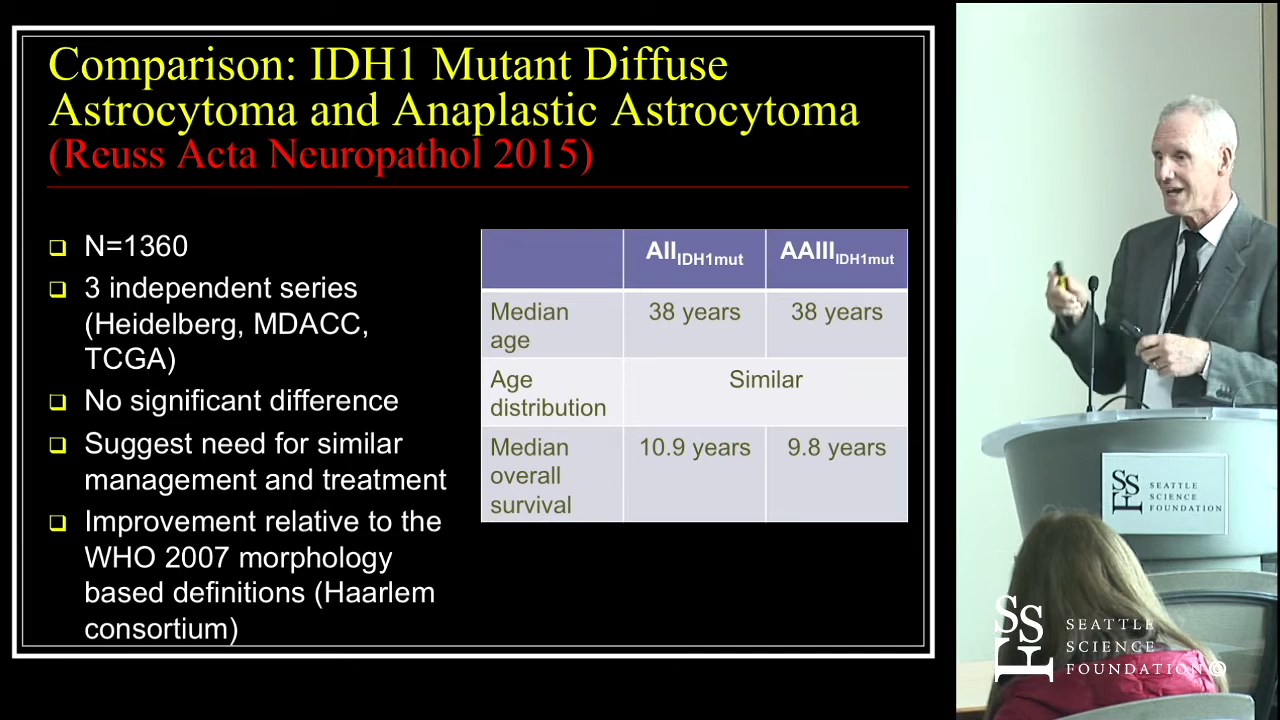 Comparison: IDH1 Mutant Diffuse
Astrocytoma and Anaplastic Astrocytoma
(Reuss Acta Neuropathol 2015)
❑ N=1360
❑ 3 independent series
(Heidelberg, MDACC,
TCGA)
❑ No significant difference
❑ Suggest need for similar
management and treatment
❑ Improvement relative to the
WHO 2007 morphology
based definitions (Haarlem
consortium)
AII IDH1mut AAIII IDH1mut
Median
age
38 years 38 years
Age
distribution
Similar
Median
overall
survival
10.9 years 9.8 years
SSF
SEATTLE
SCIENCE
FOUNDATION
SSF
SEATTLE
SCIENCE
FOUNDATION®